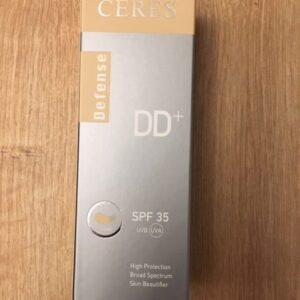 CERES
Defense
DD+
SPF 35
UVB UVA
High Protection
Broad Spectrum
Skin Beautifier